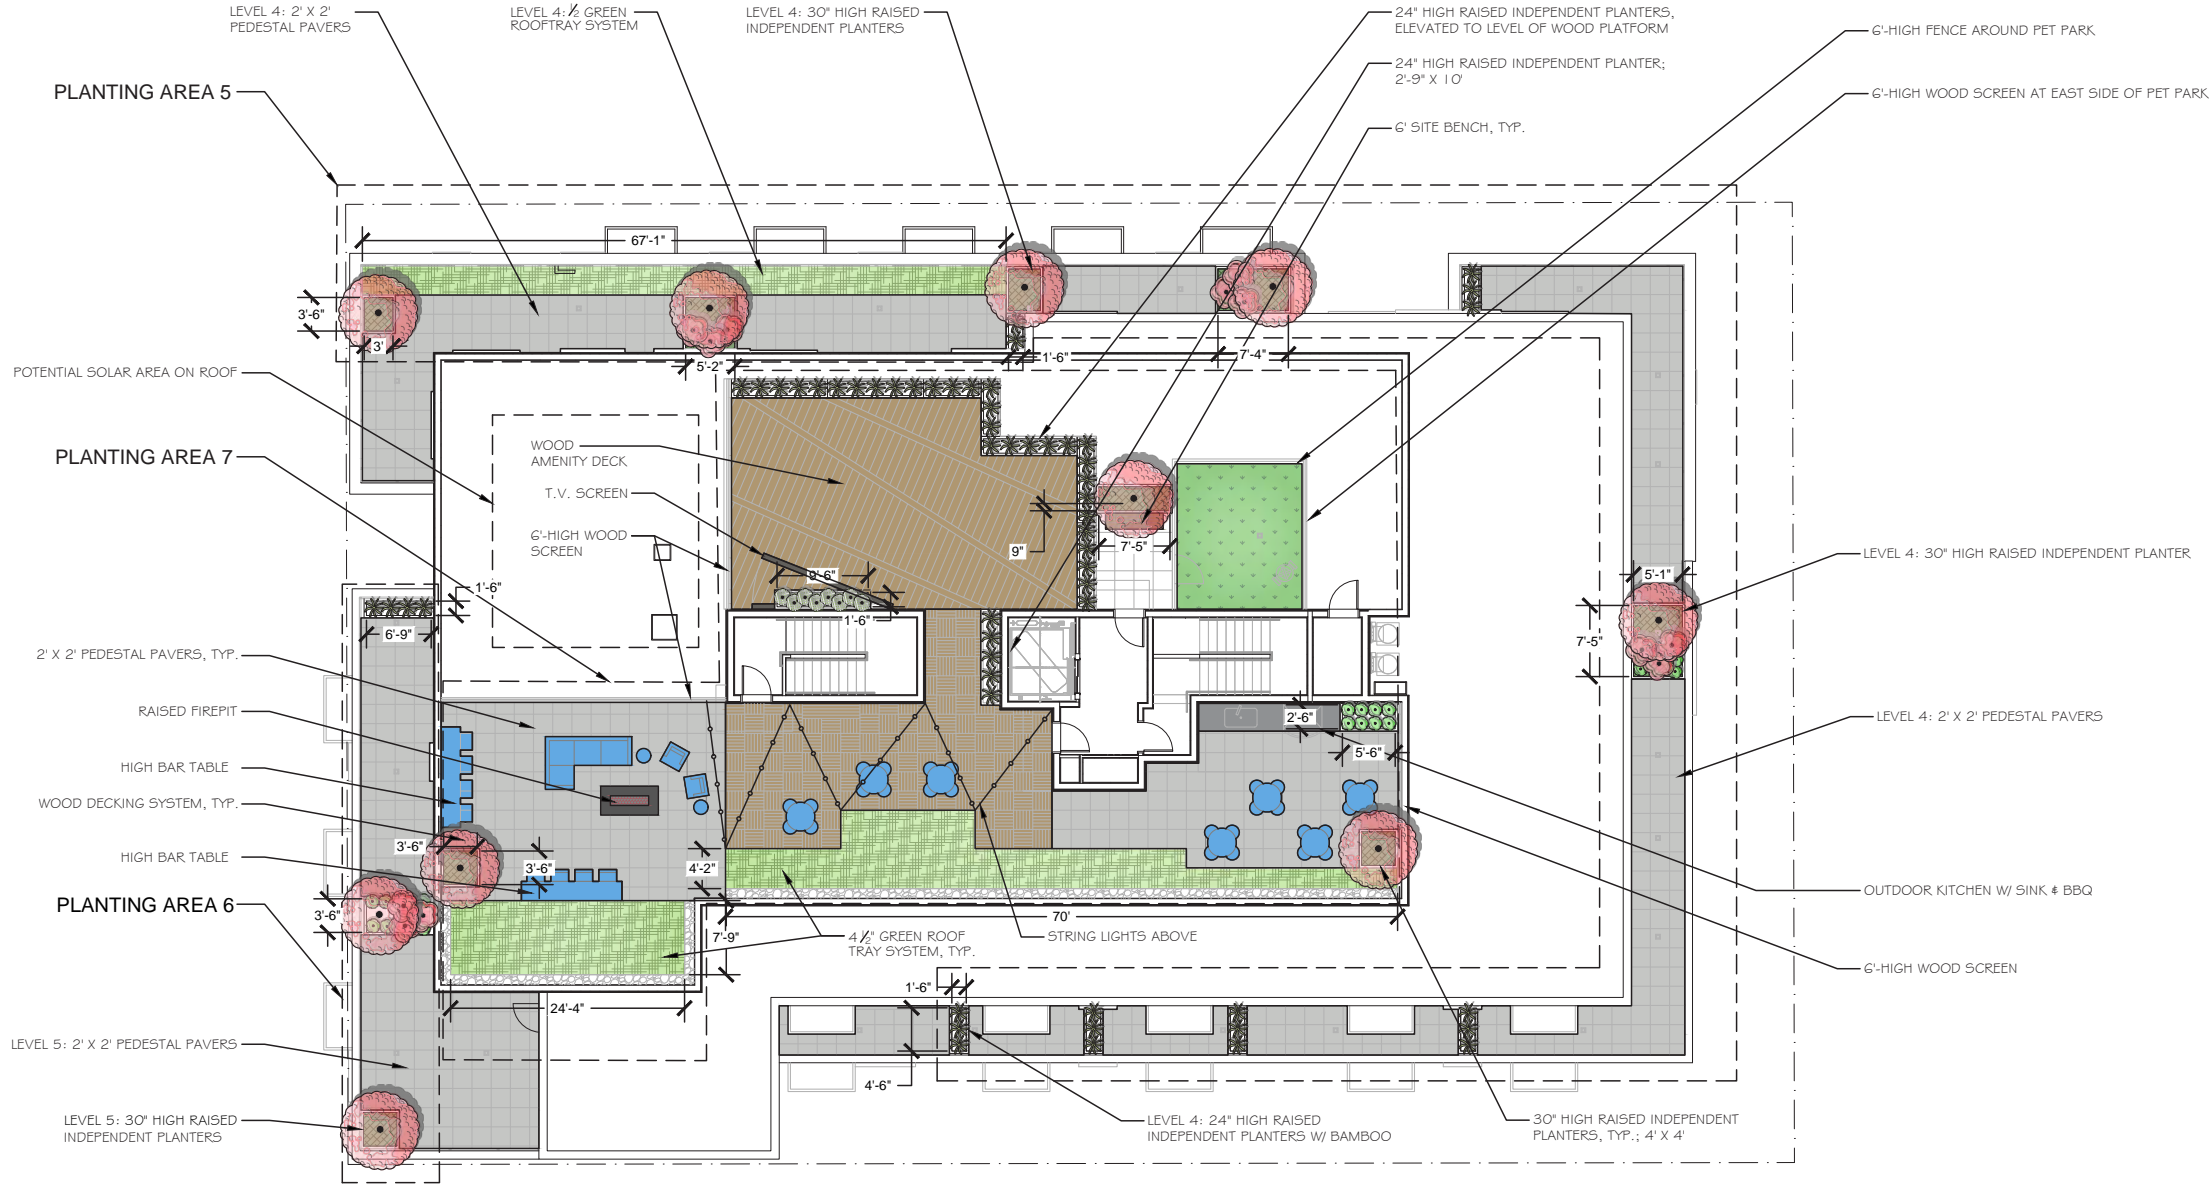 LEVEL 4: 2' X 2'
PEDESTAL PAVERS
LEVEL 4: ½ GREEN
ROOFTRAY SYSTEM
LEVEL 4: 30" HIGH RAISED
INDEPENDENT PLANTERS
24" HIGH RAISED INDEPENDENT PLANTERS,
ELEVATED TO LEVEL OF WOOD PLATFORM
24" HIGH RAISED INDEPENDENT PLANTER;
2'-9" X 10'
6' SITE BENCH, TYP.
6'-HIGH FENCE AROUND PET PARK
6'-HIGH WOOD SCREEN AT EAST SIDE OF PET PARK
PLANTING AREA 5
67'-1"
3'-6"
3'
5'-2"
1'-6"
7'-4"
POTENTIAL SOLAR AREA ON ROOF
PLANTING AREA 7
WOOD
AMENITY DECK
T.V. SCREEN
6'-HIGH WOOD
SCREEN
9"
7'-5"
9'-6"
1'-6"
1'-6"
6'-9"
LEVEL 4: 30" HIGH RAISED INDEPENDENT PLANTER
5'-1"
7'-5"
2' X 2' PEDESTAL PAVERS, TYP.
RAISED FIREPIT
HIGH BAR TABLE
WOOD DECKING SYSTEM, TYP.
HIGH BAR TABLE
PLANTING AREA 6
LEVEL 4: 2' X 2' PEDESTAL PAVERS
2'-6"
5'-6"
3'-6"
3'-6"
4'-2"
3'-6"
70'
7'-9"
4 ½" GREEN ROOF
TRAY SYSTEM, TYP.
STRING LIGHTS ABOVE
OUTDOOR KITCHEN W/ SINK & BBQ
6'-HIGH WOOD SCREEN
24'-4"
1'-6"
4'-6"
LEVEL 5: 2' X 2' PEDESTAL PAVERS
LEVEL 5: 30" HIGH RAISED
INDEPENDENT PLANTERS
LEVEL 4: 24" HIGH RAISED
INDEPENDENT PLANTERS W/ BAMBOO
30" HIGH RAISED INDEPENDENT
PLANTERS, TYP.; 4' X 4'